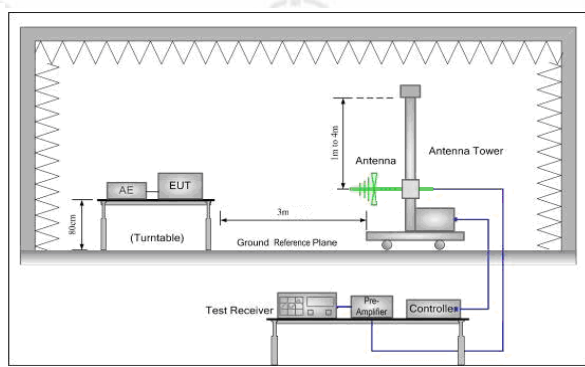 1m to 4m
Antenna
Antenna Tower
AE
EUT
80cm
(Turntable)
3m
Ground Reference Plane
Test Receiver
Pre-
Amplifier
Controller